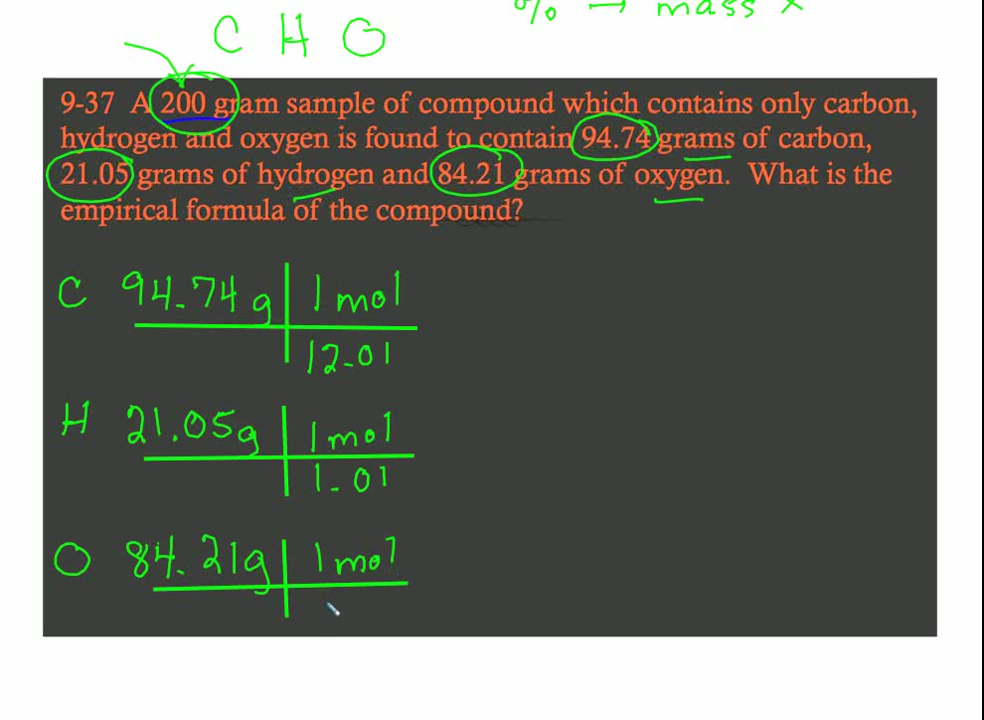 % → mass x
C H O
9-37 A 200 gram sample of compound which contains only carbon,
hydrogen and oxygen is found to contain 94.74 grams of carbon,
21.05 grams of hydrogen and 84.21 grams of oxygen. What is the
empirical formula of the compound?
C 94.74 g 1 mol
12.01
H 21.05g 1 mol
1.01
O 84.21g 1 mol